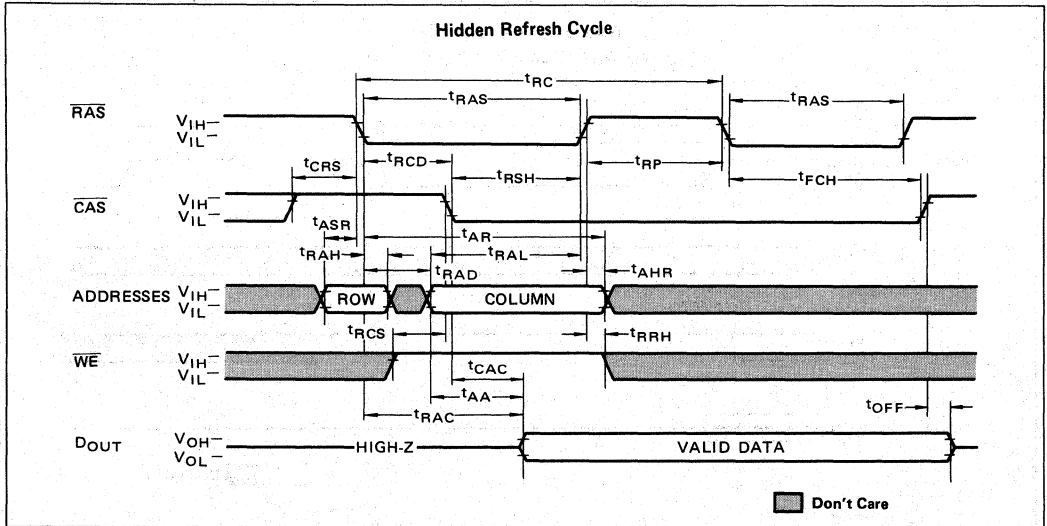 Hidden Refresh Cycle
tRC
tRAS
tRAS
RAS
VIH
VIL
tRCD
tRP
tCRS
tRSH
tFCH
CAS
VIH
VIL
tASR
tAR
tRAH
tRAL
tRAD
tAHR
ADDRESSES
VIH
VIL
ROW
COLUMN
tRCS
tRRH
WE
VIH
VIL
tCAC
tAA
tRAC
tOFF
DOUT
VOH
VOL
HIGH-Z
VALID DATA
Don't Care